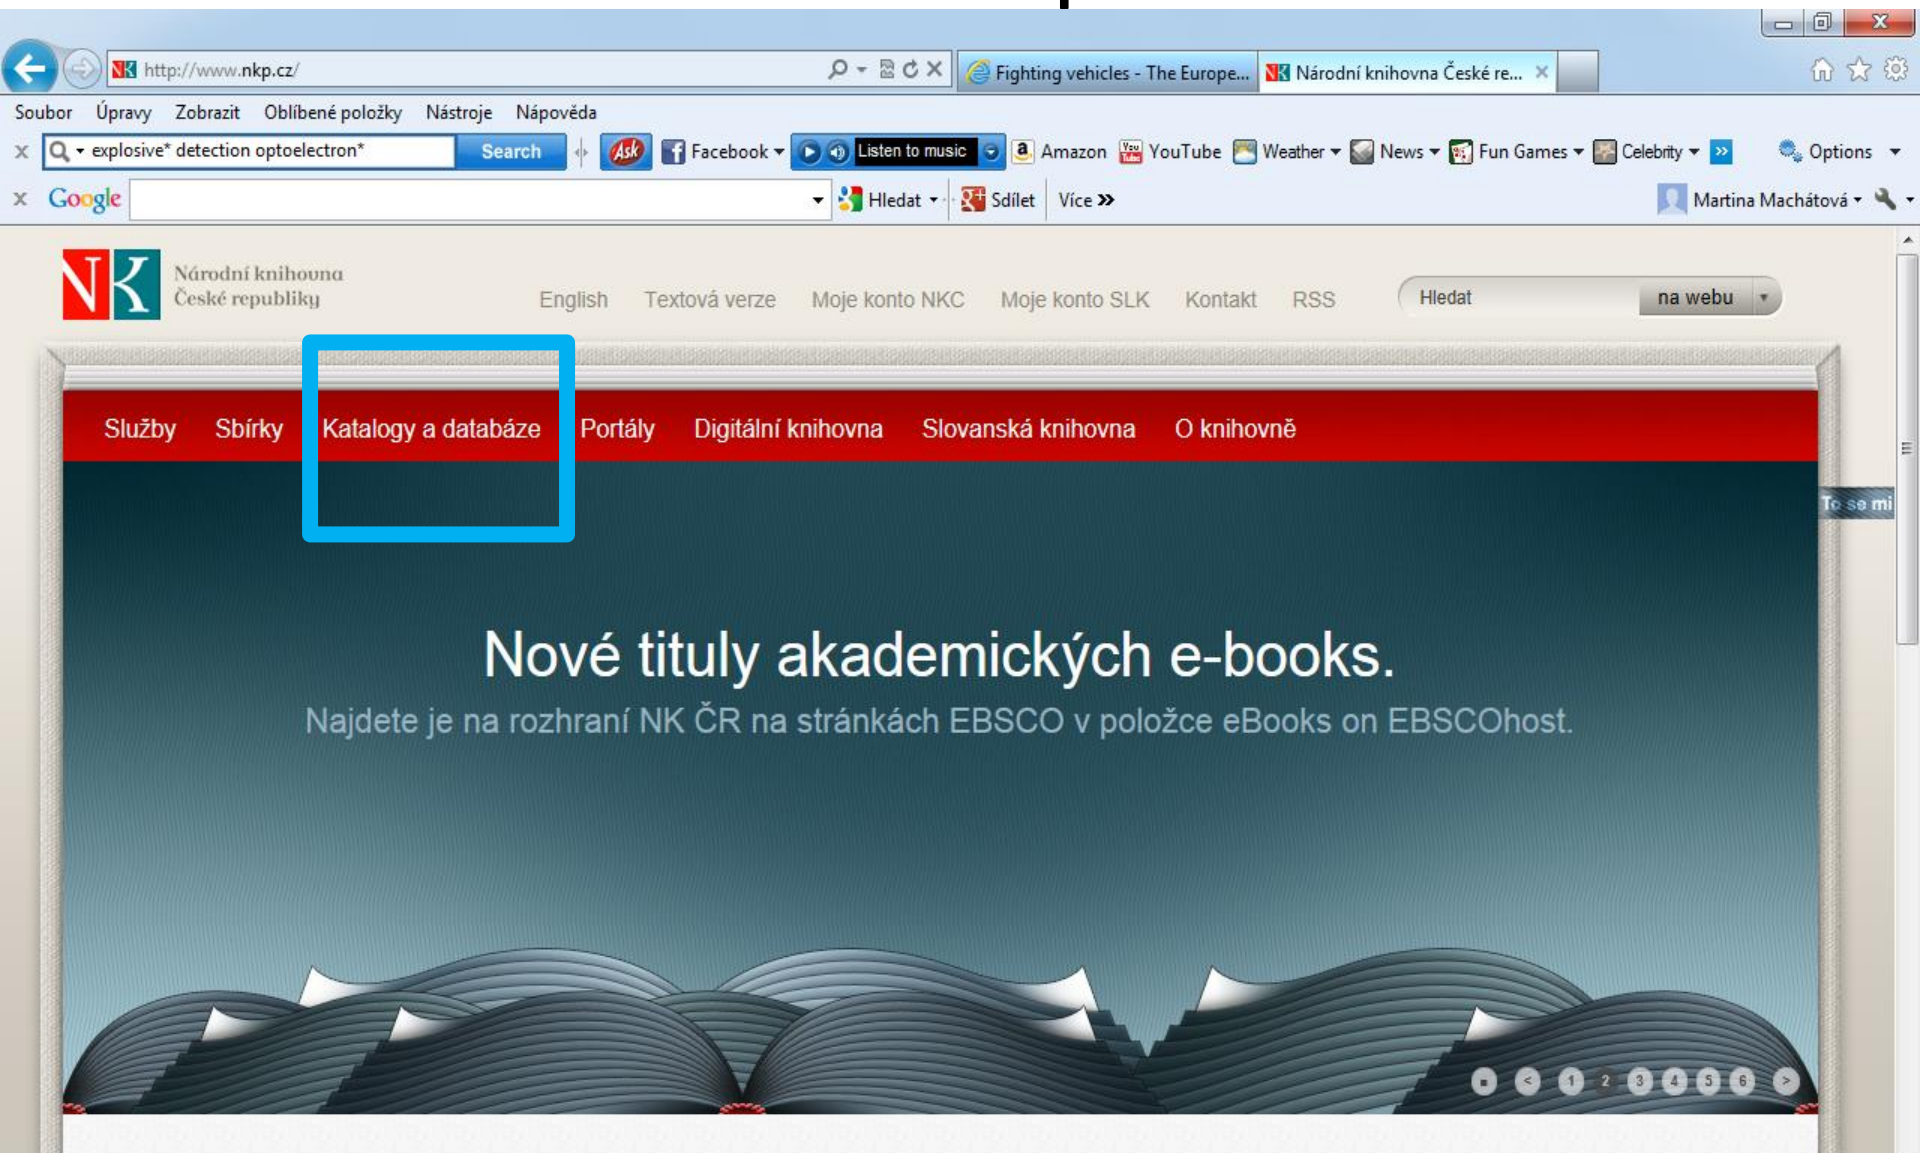 http://www.nkp.cz/
Fighting vehicles - The Europe...
Národní knihovna České re...
Soubor Úpravy Zobrazit Oblíbené položky Nástroje Nápověda
explosive* detection optoelectron* Search Ask Facebook Listen to music Amazon YouTube Weather News Fun Games Celebrity Options
Google Hledat Sdílet Více Martina Machátová
NK Národní knihovna
České republiky
English Textová verze Moje konto NKC Moje konto SLK Kontakt RSS Hledat na webu
Služby Sbírky Katalogy a databáze Portály Digitální knihovna Slovanská knihovna O knihovně
To se mi
Nové tituly akademických e-books.
Najdete je na rozhraní NK ČR na stránkách EBSCO v položce eBooks on EBSCOhost.
< 1 2 3 4 5 6 >